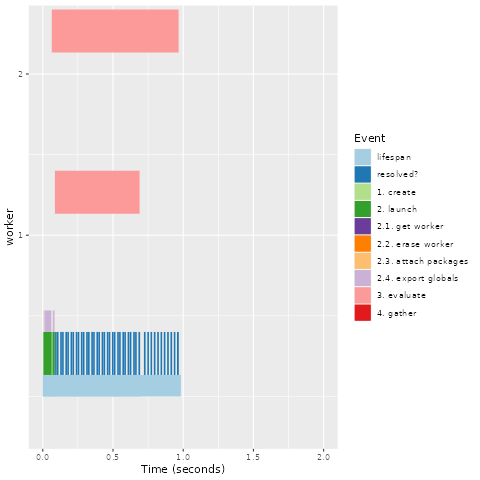 2
1
worker
0.0 0.5 1.0 1.5 2.0
Time (seconds)
Event
lifespan
resolved?
1. create
2. launch
2.1. get worker
2.2. erase worker
2.3. attach packages
2.4. export globals
3. evaluate
4. gather